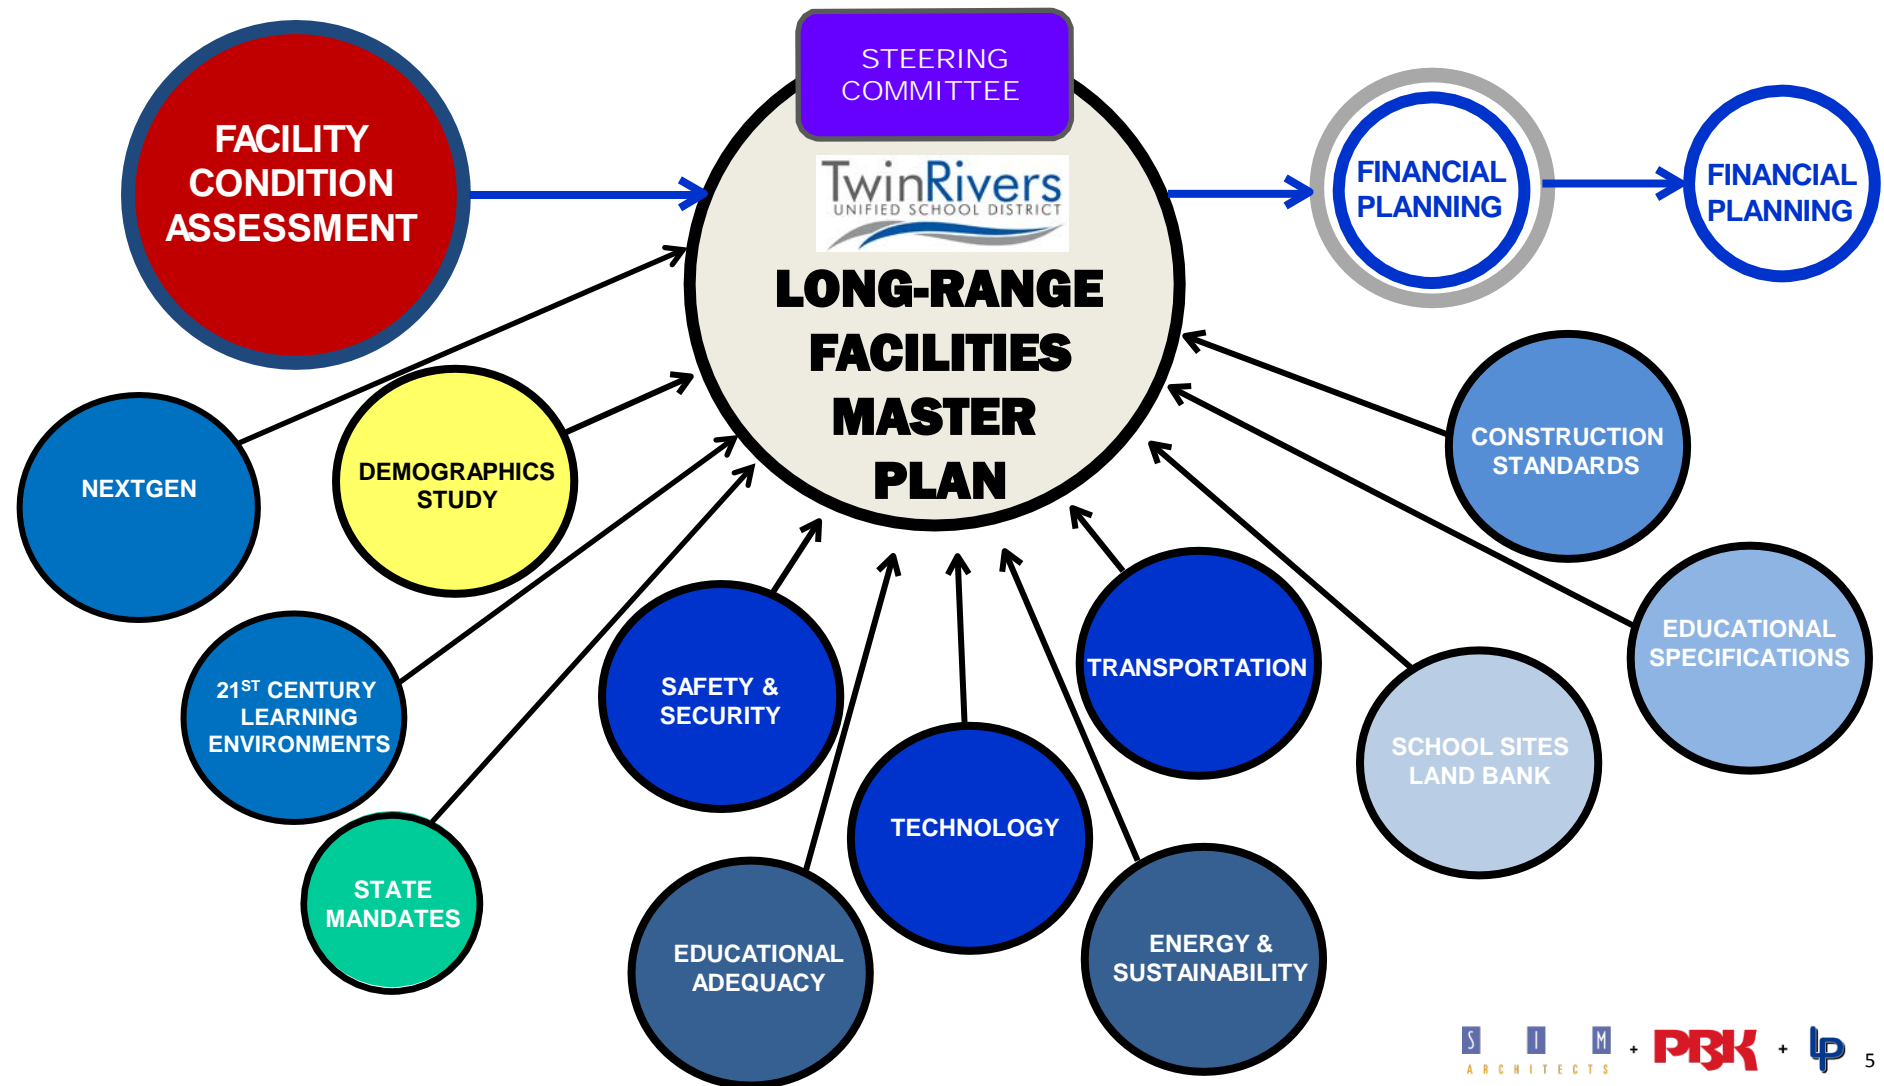 STEERING
COMMITTEE
FACILITY
CONDITION
ASSESSMENT
TwinRivers
UNIFIED SCHOOL DISTRICT
LONG-RANGE
FACILITIES
MASTER
PLAN
FINANCIAL
PLANNING
FINANCIAL
PLANNING
NEXTGEN
DEMOGRAPHICS
STUDY
CONSTRUCTION
STANDARDS
21ST CENTURY
LEARNING
ENVIRONMENTS
SAFETY &
SECURITY
TRANSPORTATION
EDUCATIONAL
SPECIFICATIONS
SCHOOL SITES
LAND BANK
STATE
MANDATES
TECHNOLOGY
EDUCATIONAL
ADEQUACY
ENERGY &
SUSTAINABILITY
S I M
ARCHITECTS
+ PBK + LP 5